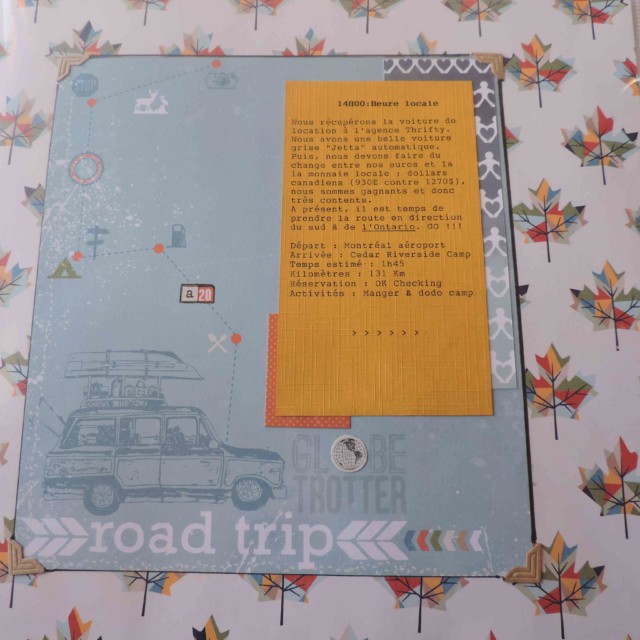 14H00:Heure locale
Nous récupérons la voiture de
location à l'agence Thrifty.
Nous avons une belle voiture
grise "Jetta" automatique.
Puis, nous devons faire du
change entre nos euros et la
la monnaie locale ; dollars
canadiens (930E contre 1270$),
nous sommes gagnants et donc
très contents.
A présent, il est temps de
prendre la route en direction
du sud & de l'Ontario. GO !!!
Départ : Montréal aéroport
Arrivée : Cedar Riverside Camp
Temps estimé : 1h45
Kilomètres : 131 Km
Réservation : OK Checking
Activités : Manger & dodo camp
> > > > > >
a 20
GLOBE
TROTTER
road trip